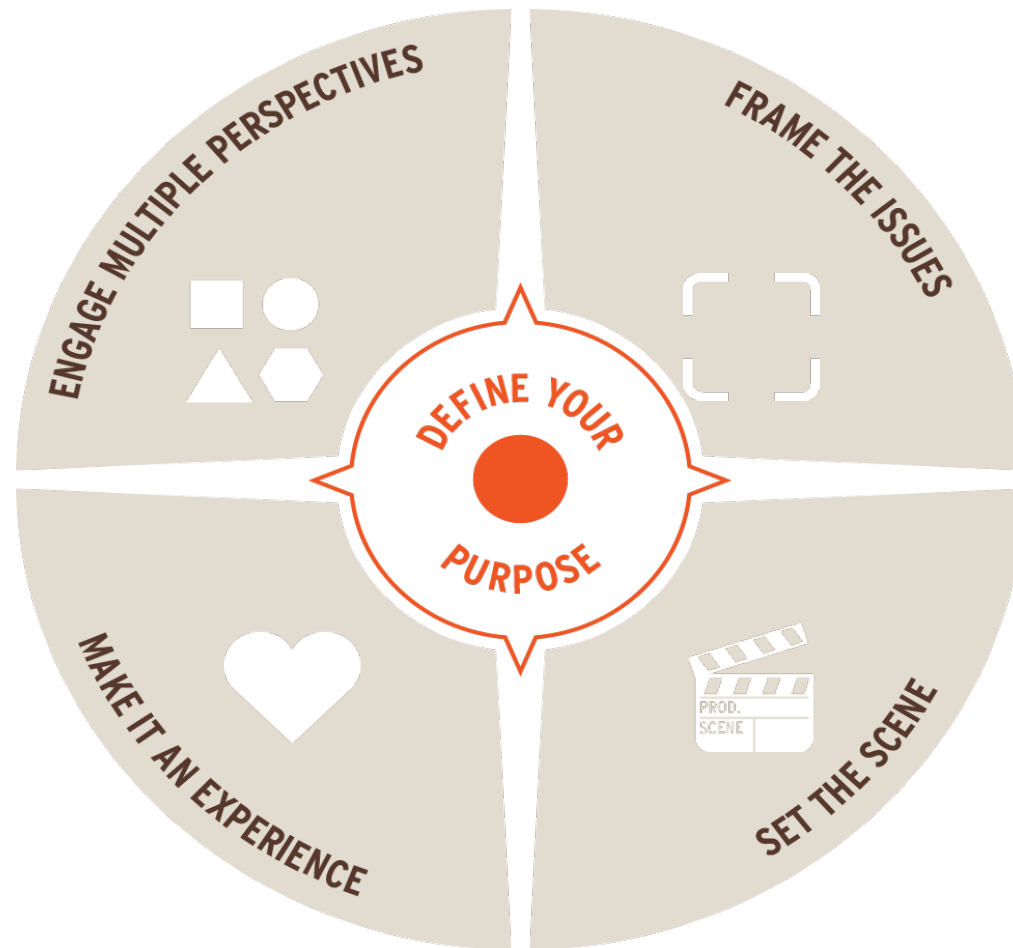 ENGAGE MULTIPLE PERSPECTIVES
FRAME THE ISSUES
DEFINE YOUR
PURPOSE
MAKE IT AN EXPERIENCE
PROD.
SCENE
SET THE SCENE